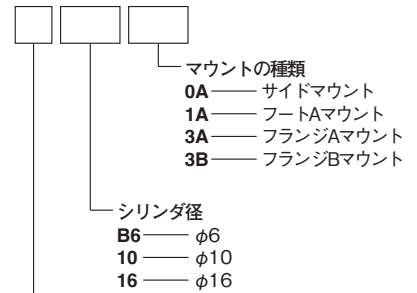 マウントの種類
0A サイドマウント
1A フートAマウント
3A フランジAマウント
3B フランジBマウント
シリンダ径
B6 φ6
10 φ10
16 φ16